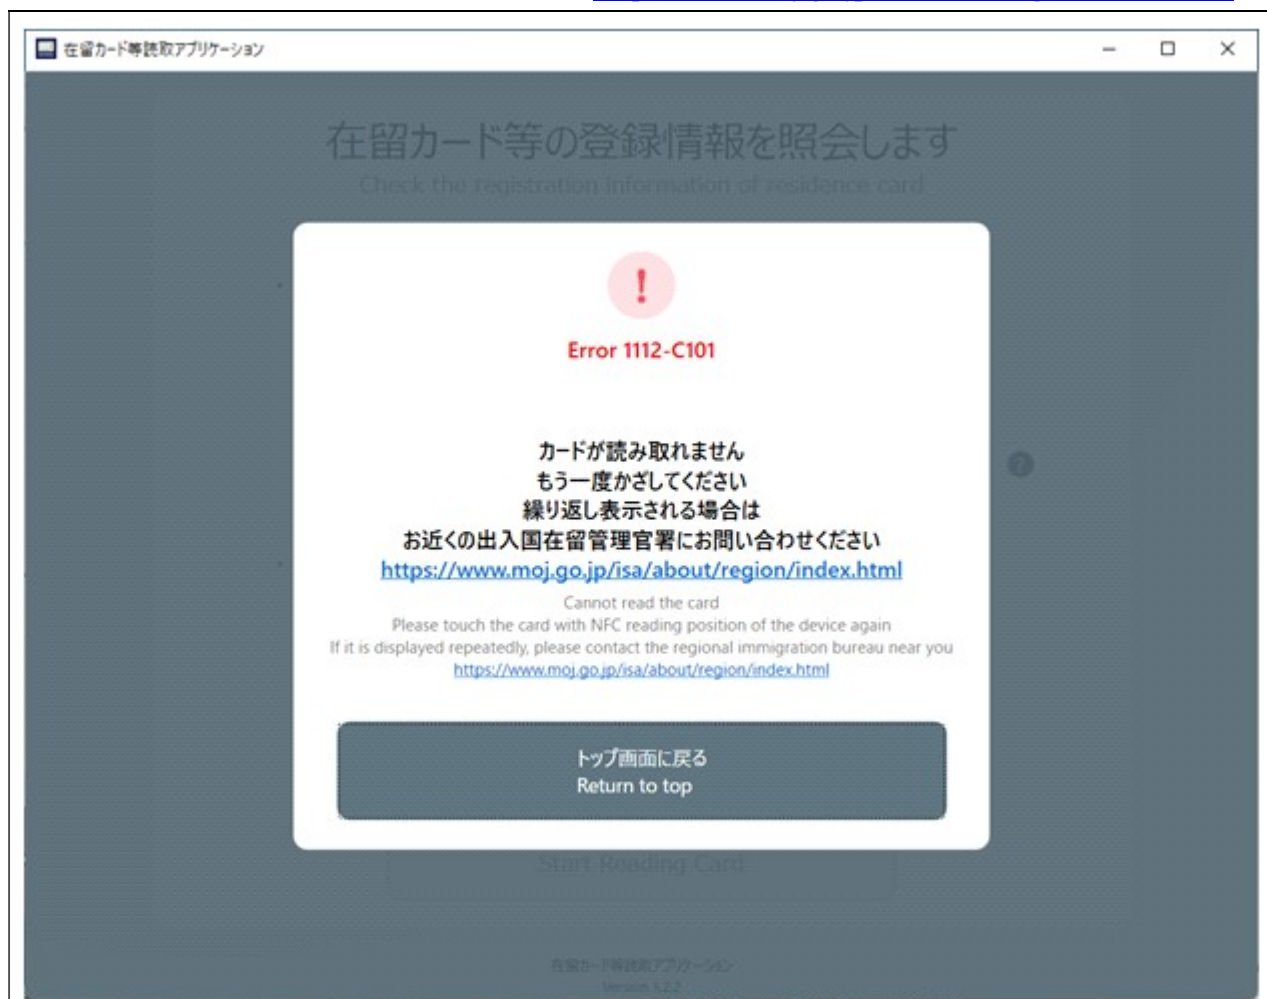 在留カード等読取アプリケーション
在留カード等の登録情報を照会します
Check the registration information of residence card
!
Error 1112-C101
カードが読み取れません
もう一度かざしてください
繰り返し表示される場合は
お近くの出入国在留管理官署にお問い合わせください
https://www.moj.go.jp/isa/about/region/index.html
Cannot read the card
Please touch the card with NFC reading position of the device again
If it is displayed repeatedly, please contact the regional immigration bureau near you
https://www.moj.go.jp/isa/about/region/index.html
?
トップ画面に戻る
Return to top
Start Reading Card
在留カード等読取アプリケーション
Version